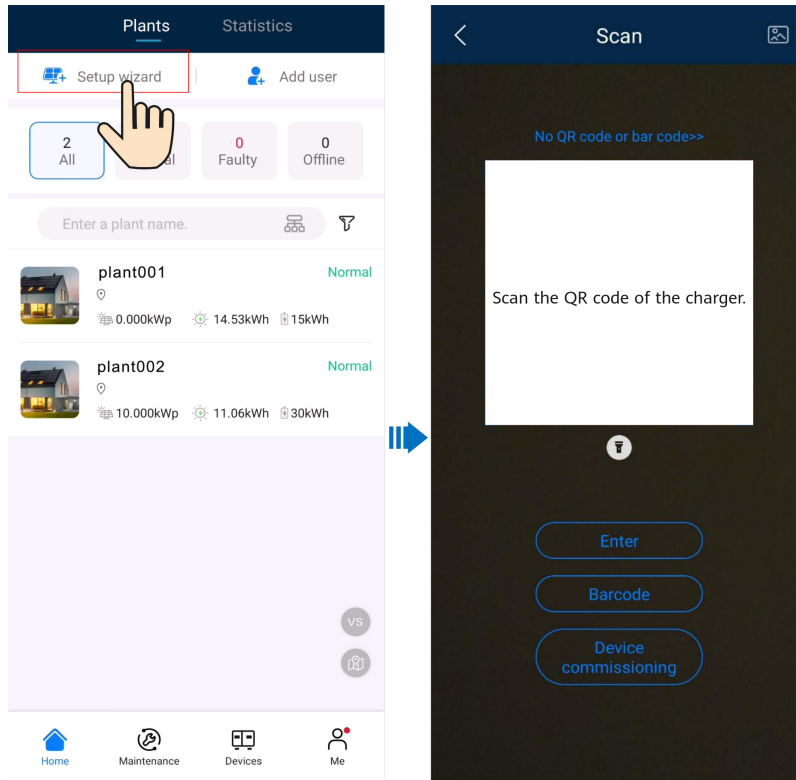 Plants Statistics
Setup wizard Add user
2 0 0
All Faulty Offline
Enter a plant name.
plant001 Normal
0.000kWp 14.53kWh 15kWh
plant002 Normal
10.000kWp 11.06kWh 30kWh
VS
Home Maintenance Devices Me
Scan
No QR code or bar code>>
Scan the QR code of the charger.
Enter
Barcode
Device
commissioning